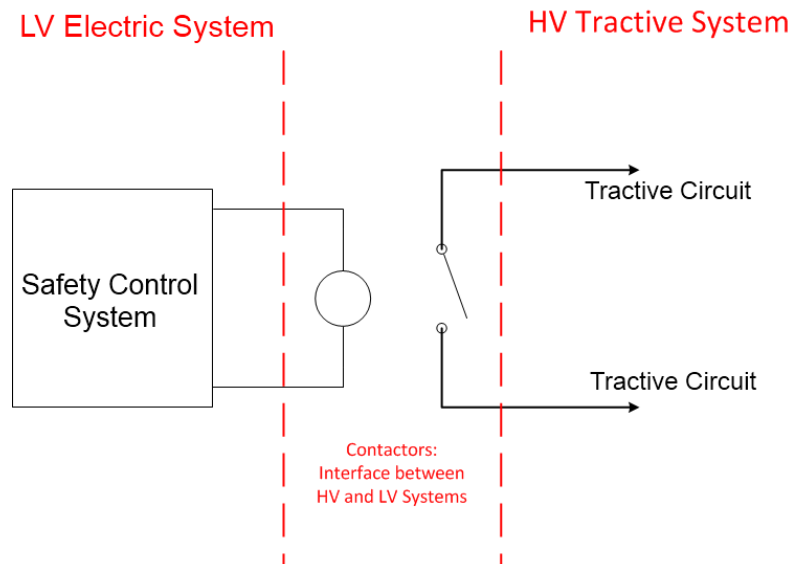 LV Electric System
HV Tractive System
Tractive Circuit
Safety Control
System
Tractive Circuit
Contactors:
Interface between
HV and LV Systems